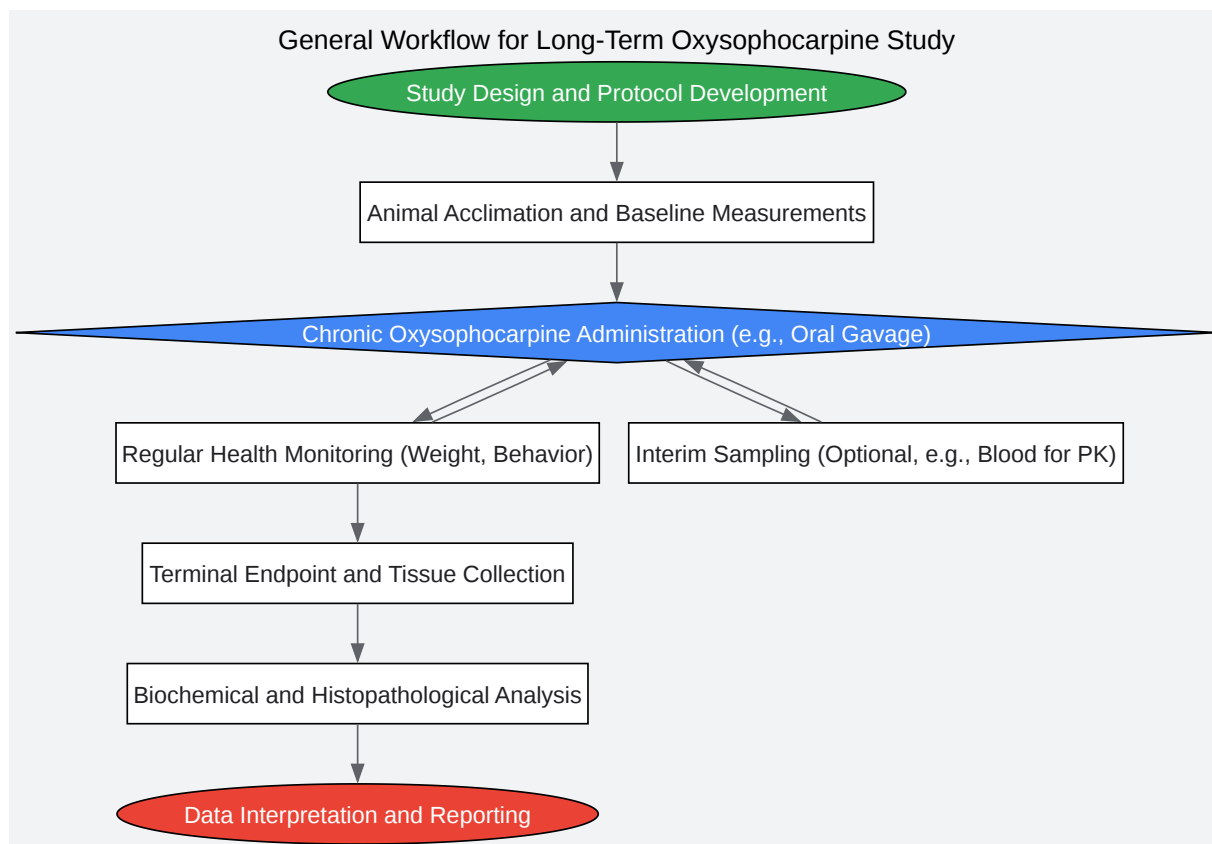 General Workflow for Long-Term Oxysophocarpine Study
Study Design and Protocol Development
Animal Acclimation and Baseline Measurements
Chronic Oxysophocarpine Administration (e.g., Oral Gavage)
Regular Health Monitoring (Weight, Behavior)
Interim Sampling (Optional, e.g., Blood for PK)
Terminal Endpoint and Tissue Collection
Biochemical and Histopathological Analysis
Data Interpretation and Reporting